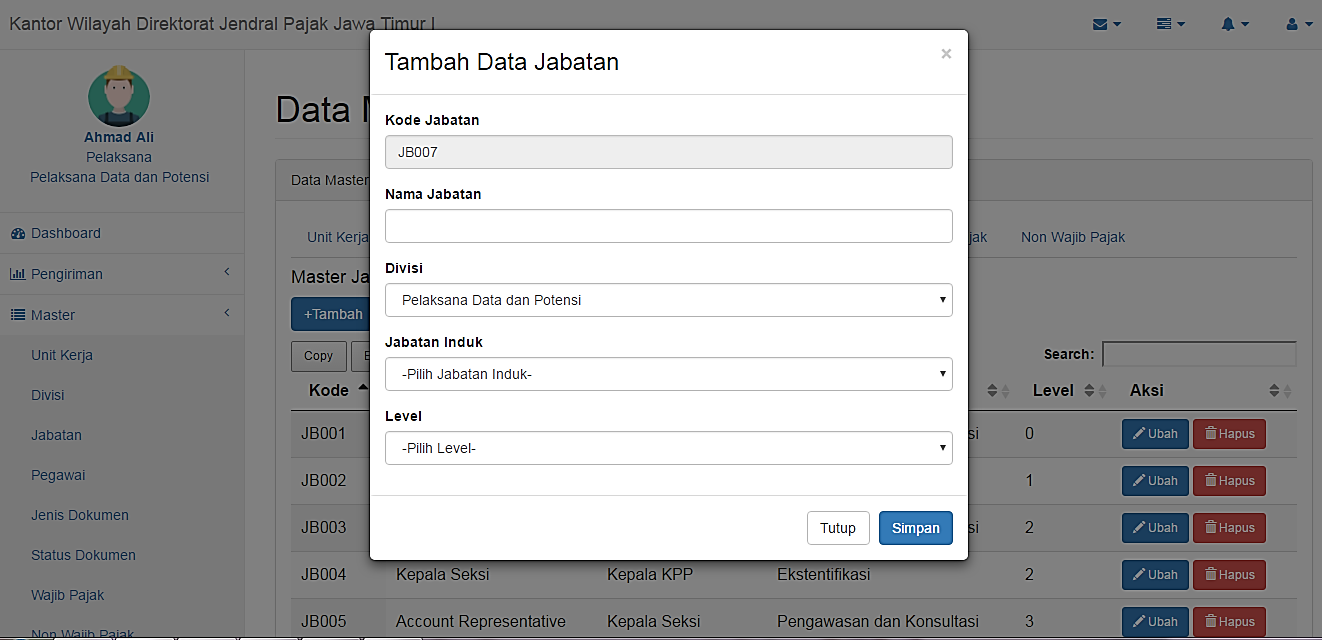 Kantor Wilayah Direktorat Jendral Pajak Jawa Timur I
Ahmad Ali
Pelaksana
Pelaksana Data dan Potensi
Dashboard
Pengiriman
Master
Unit Kerja
Divisi
Jabatan
Pegawai
Jenis Dokumen
Status Dokumen
Wajib Pajak
Non Wajib Pajak
Data
Data Master
Unit Kerja
Non Wajib Pajak
Master
+Tambah
Copy
Search:
Kode Level Aksi
JB001 0 Ubah Hapus
JB002 1 Ubah Hapus
JB003 2 Ubah Hapus
JB004 Kepala Seksi Kepala KPP Ekstentifikasi 2 Ubah Hapus
JB005 Account Representative Kepala Seksi Pengawasan dan Konsultasi 3 Ubah Hapus
Tambah Data Jabatan ×
Kode Jabatan
JB007
Nama Jabatan
Divisi
Pelaksana Data dan Potensi
Jabatan Induk
-Pilih Jabatan Induk-
Level
-Pilih Level-
Tutup Simpan